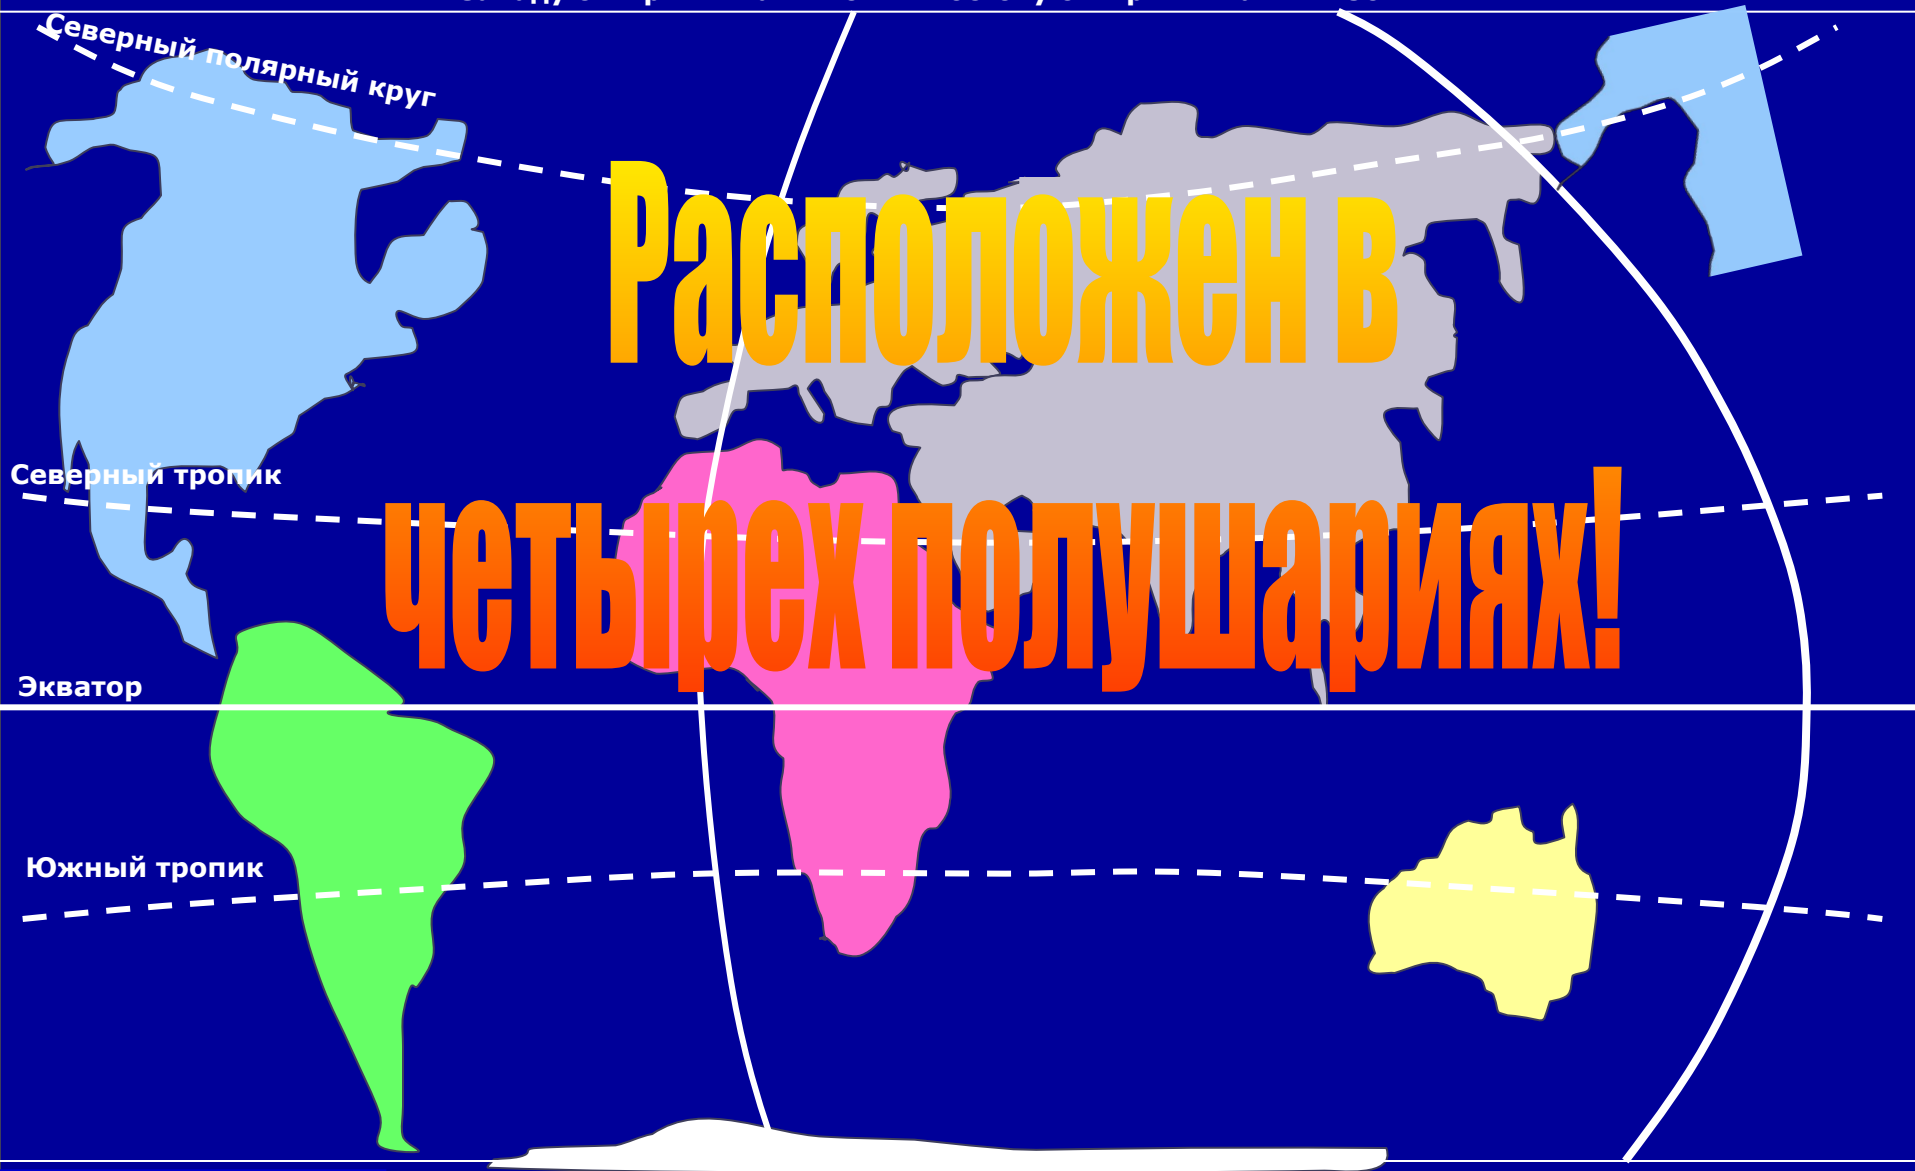 Северный полярный круг
Расположен в
Северный тропик
четырех полушариях!
Экватор
Южный тропик